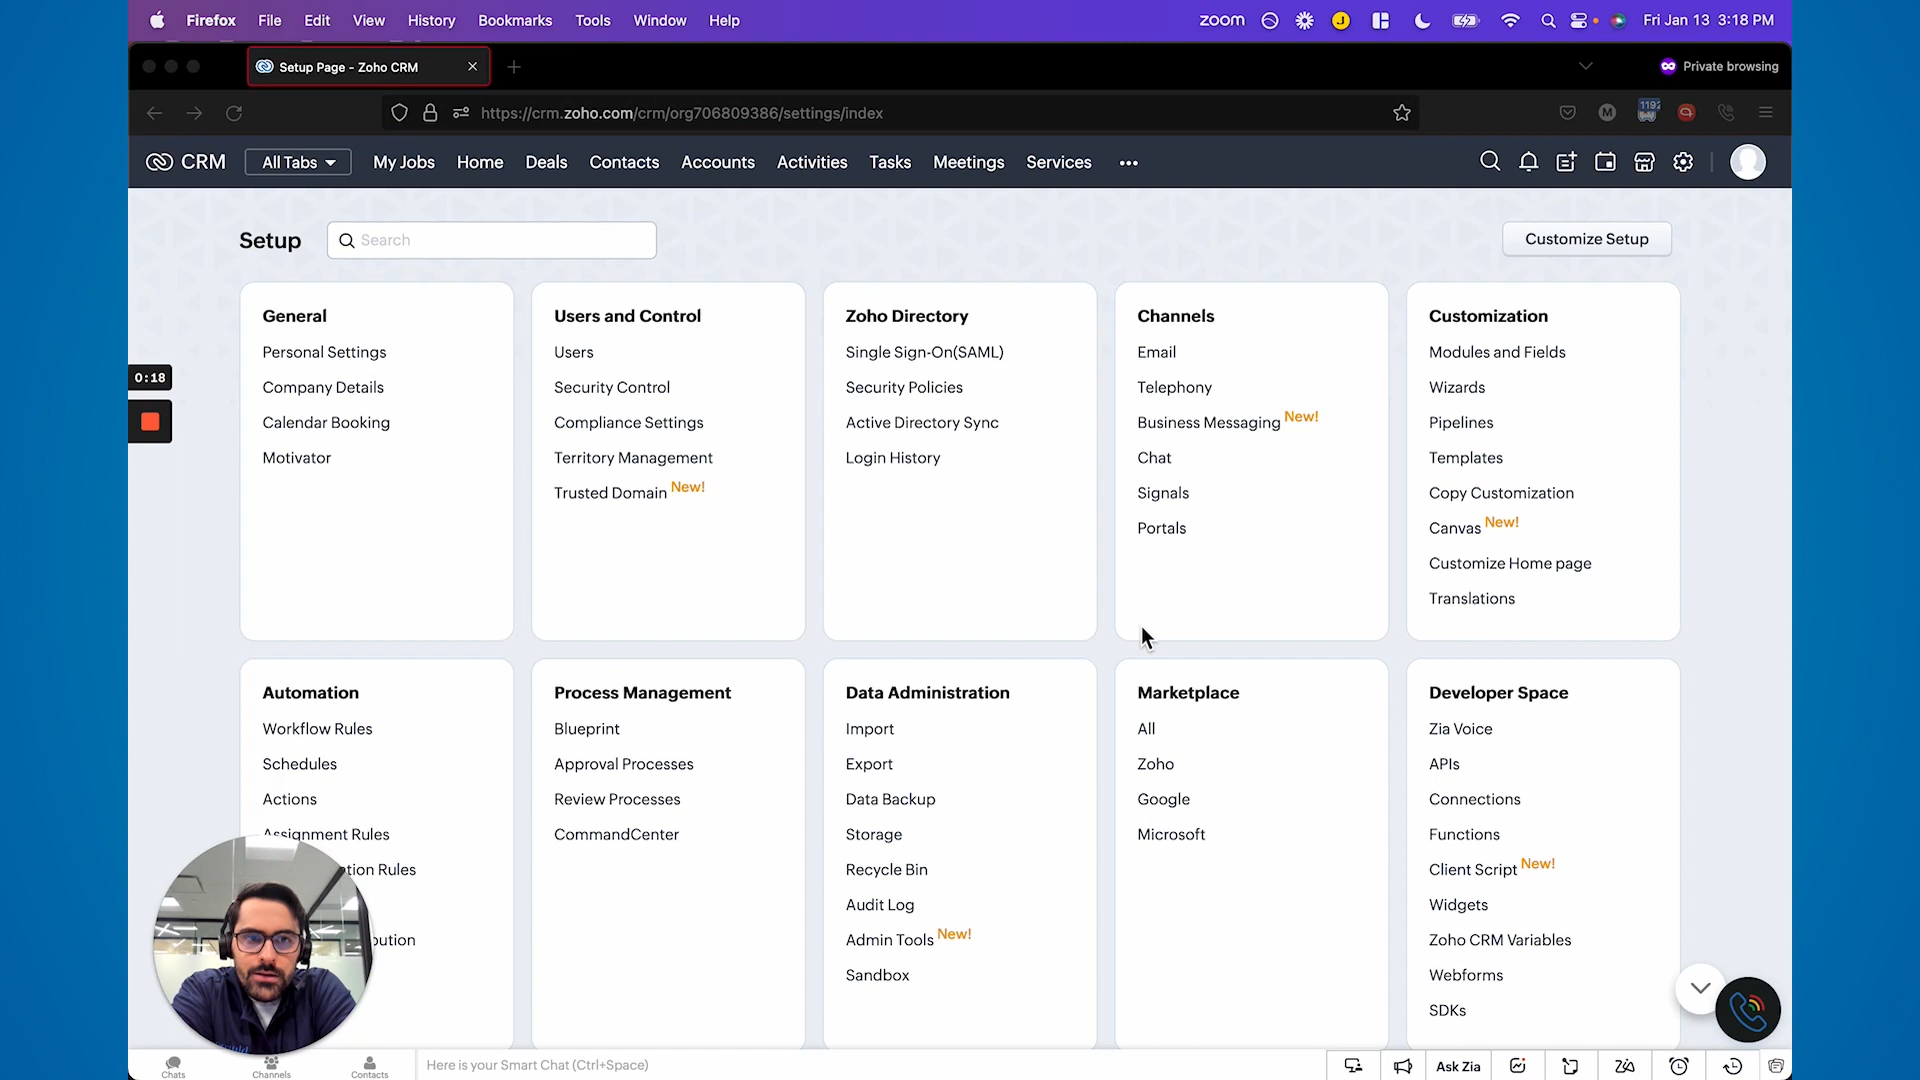 Firefox File Edit View History Bookmarks Tools Window Help
zoom
Fri Jan 13 3:18 PM
Setup Page - Zoho CRM
Private browsing
https://crm.zoho.com/crm/org706809386/settings/index
M
1192
CRM
All Tabs
My Jobs Home Deals Contacts Accounts Activities Tasks Meetings Services
Setup
Search
Customize Setup
General
Personal Settings
Company Details
Calendar Booking
Motivator
Users and Control
Users
Security Control
Compliance Settings
Territory Management
Trusted Domain New!
Zoho Directory
Single Sign-On(SAML)
Security Policies
Active Directory Sync
Login History
Channels
Email
Telephony
Business Messaging New!
Chat
Signals
Portals
Customization
Modules and Fields
Wizards
Pipelines
Templates
Copy Customization
Canvas New!
Customize Home page
Translations
0:18
Automation
Workflow Rules
Schedules
Actions
Assignment Rules
tion Rules
bution
Process Management
Blueprint
Approval Processes
Review Processes
CommandCenter
Data Administration
Import
Export
Data Backup
Storage
Recycle Bin
Audit Log
Admin Tools New!
Sandbox
Marketplace
All
Zoho
Google
Microsoft
Developer Space
Zia Voice
APIs
Connections
Functions
Client Script New!
Widgets
Zoho CRM Variables
Webforms
SDKs
Chats
Channels
Contacts
Here is your Smart Chat (Ctrl+Space)
Ask Zia